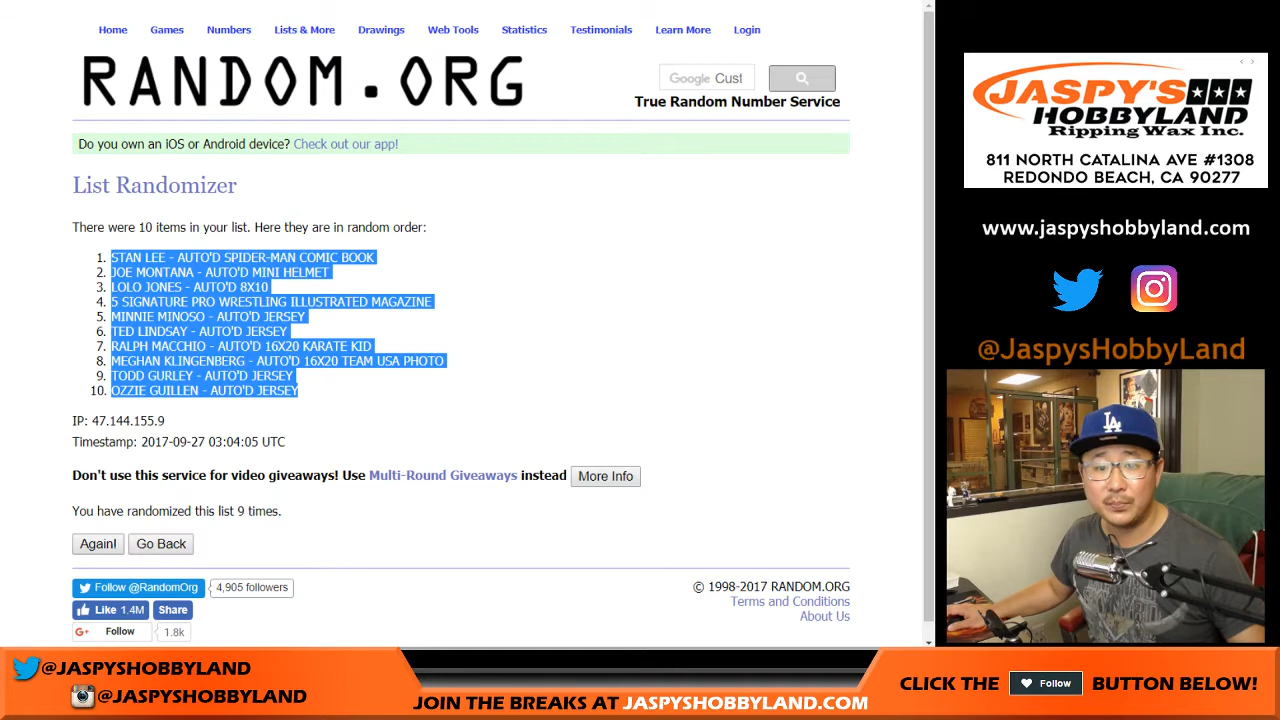 Home Games Numbers Lists & More Drawings Web Tools Statistics Testimonials Learn More Login
RANDOM.ORG
Google Cust
True Random Number Service
Do you own an iOS or Android device? Check out our app!
List Randomizer
There were 10 items in your list. Here they are in random order:
1. STAN LEE - AUTO'D SPIDER-MAN COMIC BOOK
2. JOE MONTANA - AUTO'D MINI HELMET
3. LOLO JONES - AUTO'D 8X10
4. 5 SIGNATURE PRO WRESTLING ILLUSTRATED MAGAZINE
5. MINNIE MINOSO - AUTO'D JERSEY
6. TED LINDSAY - AUTO'D JERSEY
7. RALPH MACCHIO - AUTO'D 16X20 KARATE KID
8. MEGHAN KLINGENBERG - AUTO'D 16X20 TEAM USA PHOTO
9. TODD GURLEY - AUTO'D JERSEY
10. OZZIE GUILLEN - AUTO'D JERSEY
IP: 47.144.155.9
Timestamp: 2017-09-27 03:04:05 UTC
Don't use this service for video giveaways! Use Multi-Round Giveaways instead More Info
You have randomized this list 9 times.
Again! Go Back
Follow @RandomOrg 4,905 followers
Like 1.4M Share
G+ Follow 1.8k
© 1998-2017 RANDOM.ORG
Terms and Conditions
About Us
JASPY'S
HOBBYLAND
Ripping Wax Inc.
811 NORTH CATALINA AVE #1308
REDONDO BEACH, CA 90277
www.jaspyshobbyland.com
@JaspysHobbyLand
LA
@JASPYSHOBBYLAND
@JASPYSHOBBYLAND
JOIN THE BREAKS AT JASPYSHOBBYLAND.COM
CLICK THE Follow BUTTON BELOW!